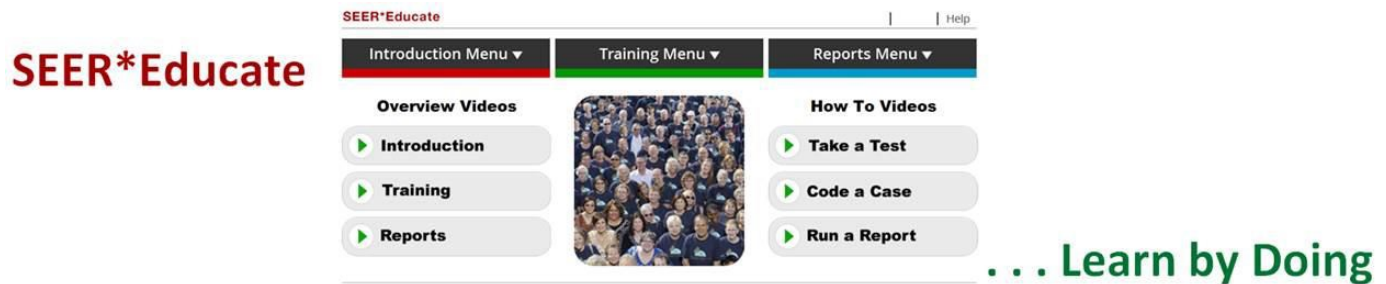 SEER*Educate
SEER*Educate
| | Help
Introduction Menu ▼
Training Menu ▼
Reports Menu ▼
Overview Videos
Introduction
Training
Reports
How To Videos
Take a Test
Code a Case
Run a Report
. . . Learn by Doing